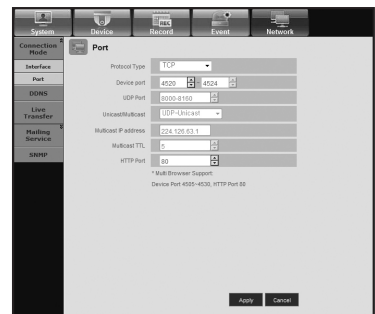 System Device Record Event Network
REC
Connection Mode
Interface
Port
DDNS
Live Transfer
Mailing Service
SNMP
Port
Protocol Type TCP
Device port 4520 - 4524
UDP Port 8000-8160
Unicast/Multicast UDP-Unicast
Multicast IP address 224.126.63.1
Multicast TTL 5
HTTP Port 80
* Multi Browser Support:
Device Port 4505~4530, HTTP Port 80
Apply Cancel